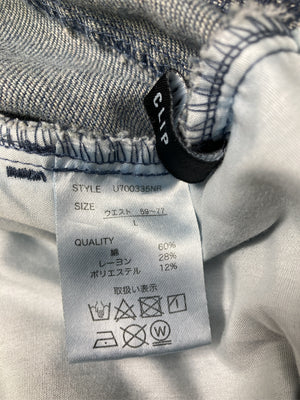 CLIP
STYLE U700335NR
SIZE ウエスト 69〜77
L
QUALITY
綿 60%
レーヨン 28%
ポリエステル 12%
取扱い表示
W